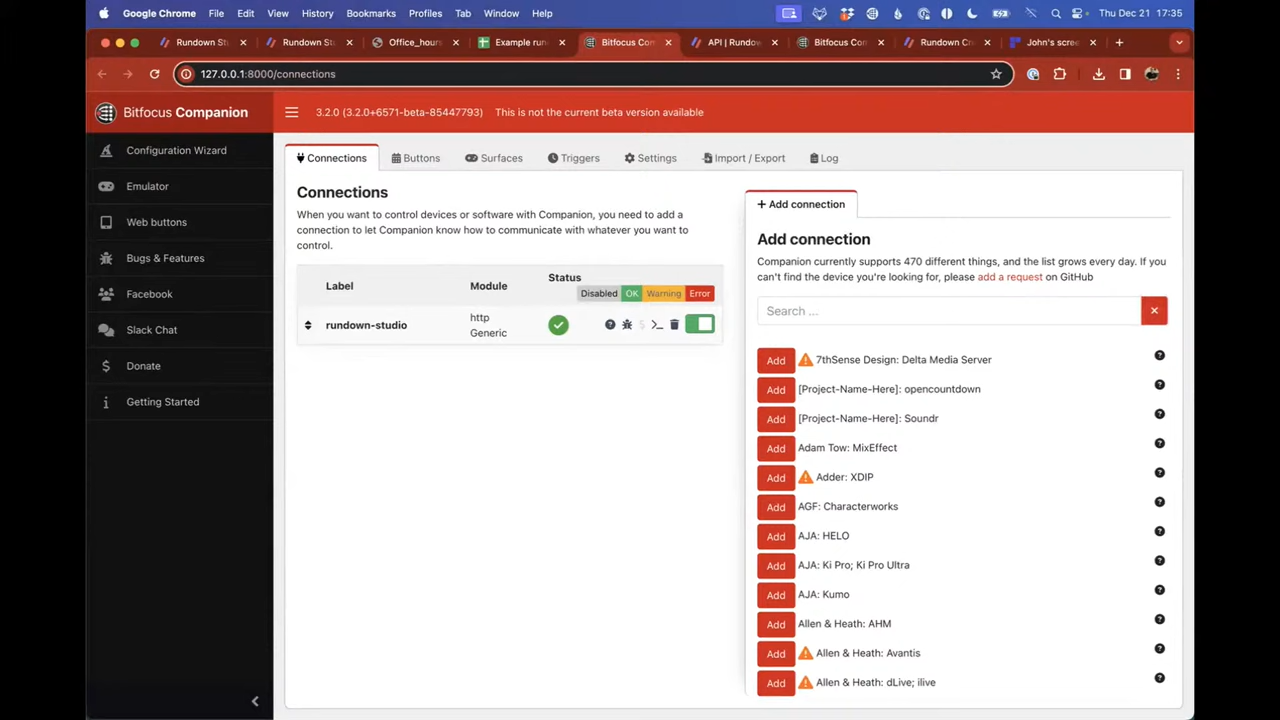 Google Chrome File Edit View History Bookmarks Profiles Tab Window Help Thu Dec 21 17:35
Rundown Stu Rundown Stu Office_hours Example run Bitfocus Com API | Rundow Bitfocus Con Rundown Cre John's scree
127.0.0.1:8000/connections
Bitfocus Companion
3.2.0 (3.2.0+6571-beta-85447793) This is not the current beta version available
Configuration Wizard
Emulator
Web buttons
Bugs & Features
Facebook
Slack Chat
Donate
Getting Started
Connections Buttons Surfaces Triggers Settings Import / Export Log
Connections
When you want to control devices or software with Companion, you need to add a
connection to let Companion know how to communicate with whatever you want to
control.
Label Module Status
Disabled OK Warning Error
rundown-studio http
Generic
+ Add connection
Add connection
Companion currently supports 470 different things, and the list grows every day. If you
can't find the device you're looking for, please add a request on GitHub
Search ...
Add 7thSense Design: Delta Media Server
Add [Project-Name-Here]: opencountdown
Add [Project-Name-Here]: Soundr
Add Adam Tow: MixEffect
Add Adder: XDIP
Add AGF: Characterworks
Add AJA: HELO
Add AJA: Ki Pro; Ki Pro Ultra
Add AJA: Kumo
Add Allen & Heath: AHM
Add Allen & Heath: Avantis
Add Allen & Heath: dLive; ilive